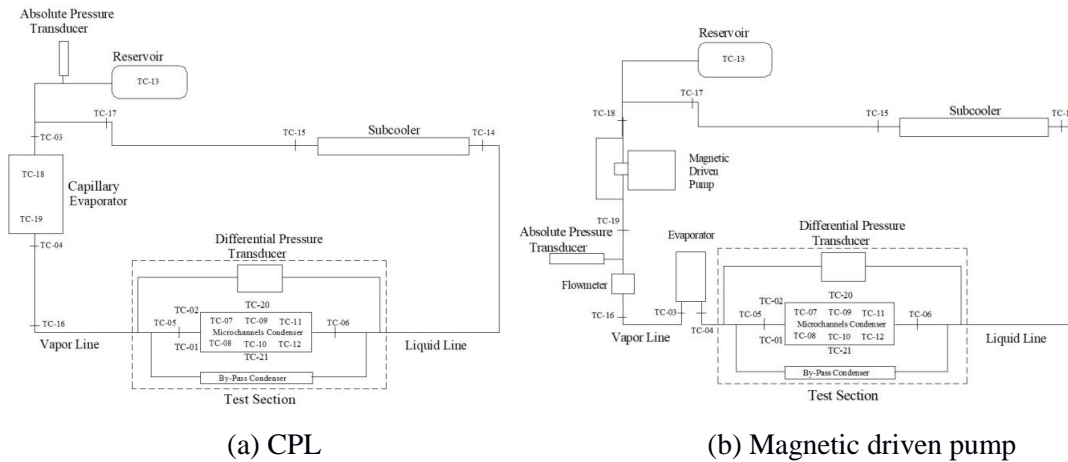 Absolute Pressure
Transducer
Reservoir
TC-13
TC-17
TC-03
TC-15
Subcooler
TC-14
TC-18
Capillary
Evaporator
TC-19
TC-04
Differential Pressure
Transducer
TC-16
TC-05
TC-02
TC-20
TC-07 TC-09 TC-11
Microchannels Condenser
TC-08 TC-10 TC-12
TC-01
TC-21
TC-06
Vapor Line
Liquid Line
By-Pass Condenser
Test Section
(a) CPL
Reservoir
TC-13
TC-17
TC-18
TC-15
Subcooler
TC-1
Magnetic
Driven
Pump
TC-19
Absolute Pressure
Transducer
Evaporator
Differential Pressure
Transducer
Flowmeter
TC-16
TC-03
TC-04
TC-05
TC-02
TC-20
TC-07 TC-09 TC-11
Microchannels Condenser
TC-08 TC-10 TC-12
TC-01
TC-21
TC-06
Vapor Line
Liquid Line
By-Pass Condenser
Test Section
(b) Magnetic driven pump